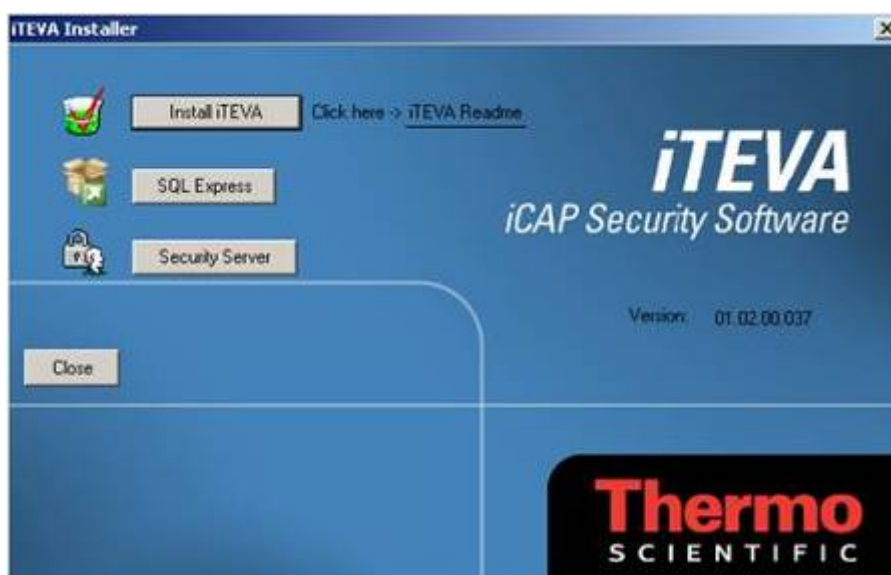 iTEVA Installer
Install iTEVA Click here -> iTEVA Readme
SQL Express
Security Server
iTEVA
iCAP Security Software
Version: 01.02.00.037
Close
Thermo
SCIENTIFIC